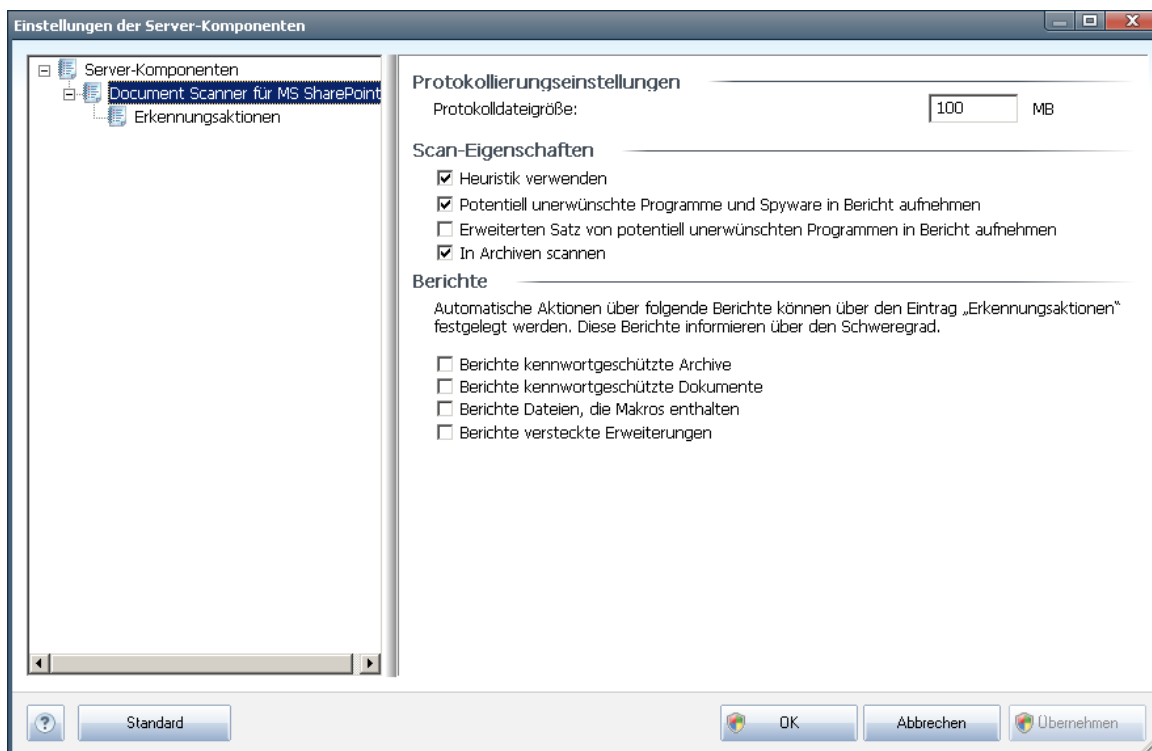 Einstellungen der Server-Komponenten
Server-Komponenten
Document Scanner für MS SharePoint
Erkennungsaktionen
Protokollierungseinstellungen
Protokolldateigröße:
100
MB
Scan-Eigenschaften
Heuristik verwenden
Potentiell unerwünschte Programme und Spyware in Bericht aufnehmen
Erweiterten Satz von potentiell unerwünschten Programmen in Bericht aufnehmen
In Archiven scannen
Berichte
Automatische Aktionen über folgende Berichte können über den Eintrag „Erkennungsaktionen“
festgelegt werden. Diese Berichte informieren über den Schweregrad.
Berichte kennwortgeschützte Archive
Berichte kennwortgeschützte Dokumente
Berichte Dateien, die Makros enthalten
Berichte versteckte Erweiterungen
?
Standard
OK
Abbrechen
Übernehmen